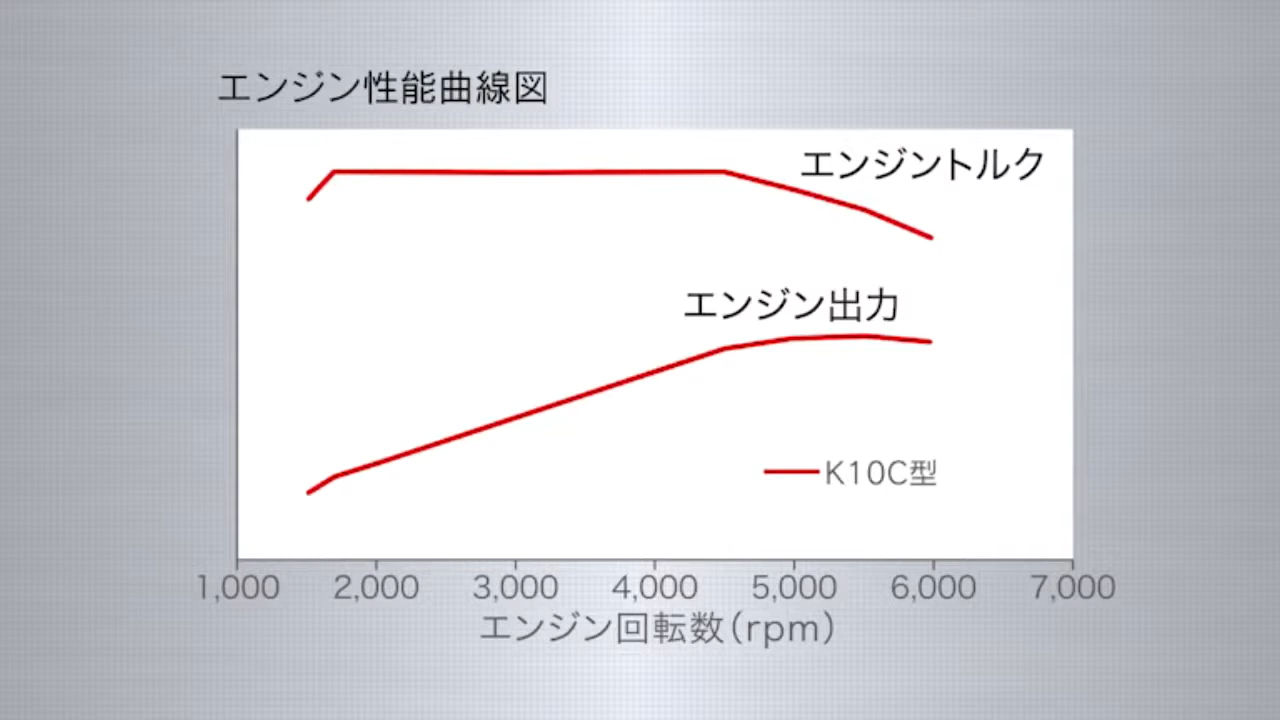 エンジン性能曲線図
エンジントルク
エンジン出力
K10C型
1,000 2,000 3,000 4,000 5,000 6,000 7,000
エンジン回転数(rpm)